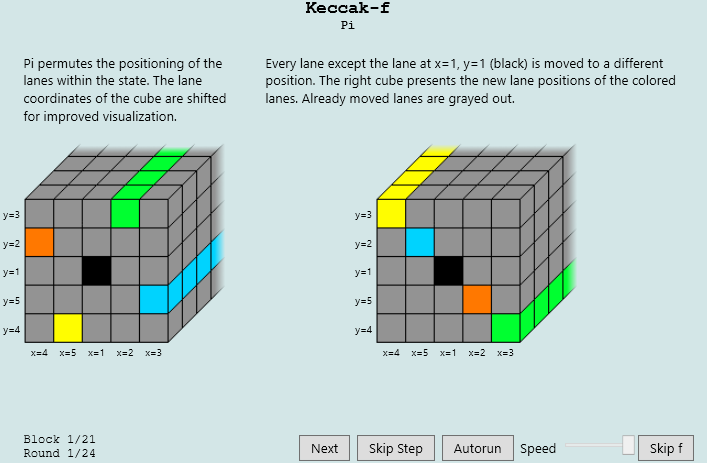 Keccak-f
Pi
Pi permutes the positioning of the
lanes within the state. The lane
coordinates of the cube are shifted
for improved visualization.
Every lane except the lane at x=1, y=1 (black) is moved to a different
position. The right cube presents the new lane positions of the colored
lanes. Already moved lanes are grayed out.
y=3
y=2
y=1
y=5
y=4
x=4 x=5 x=1 x=2 x=3
y=3
y=2
y=1
y=5
y=4
x=4 x=5 x=1 x=2 x=3
Block 1/21
Round 1/24
Next Skip Step Autorun Speed Skip f